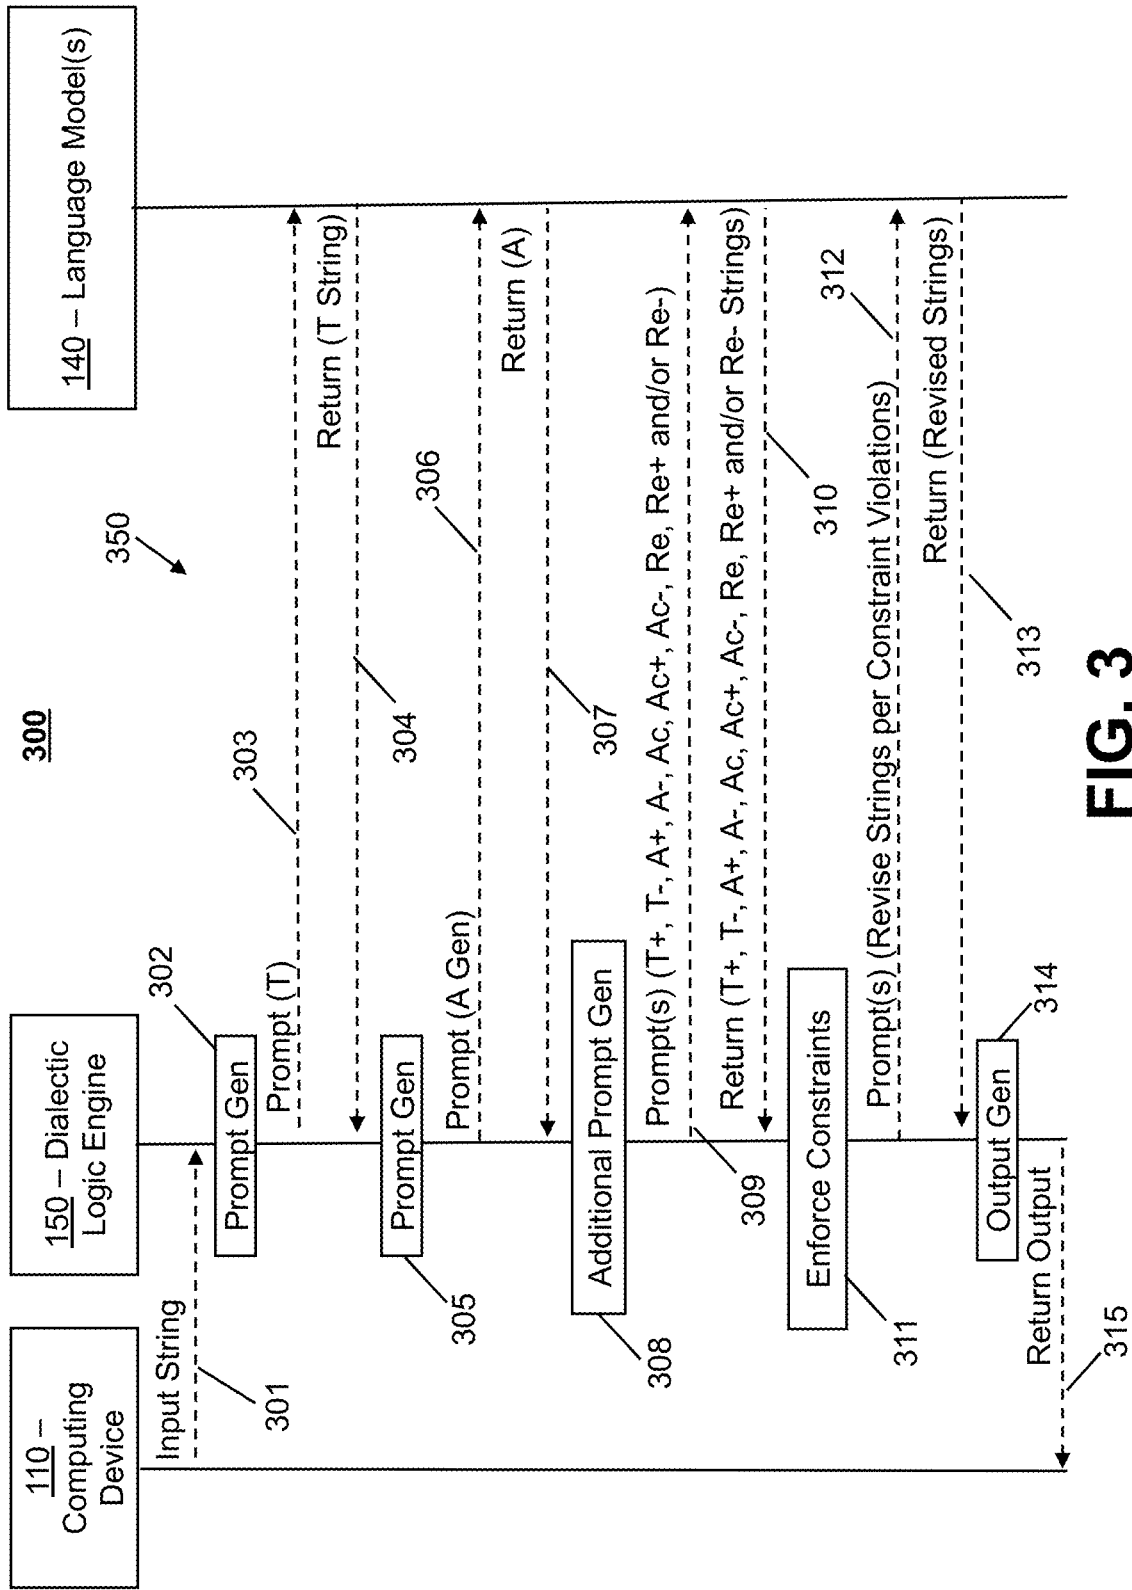 300
350
110 –
Computing
Device
150 – Dialectic
Logic Engine
140 – Language Model(s)
Input String
301
Prompt Gen
302
Prompt (T)
303
Return (T String)
304
Prompt Gen
305
Prompt (A Gen)
306
Return (A)
307
Additional Prompt Gen
308
Prompt(s) (T+, T-, A+, A-, Ac, Ac+, Ac-, Re, Re+ and/or Re-)
309
Return (T+, T-, A+, A-, Ac, Ac+, Ac-, Re, Re+ and/or Re- Strings)
310
Enforce Constraints
311
Prompt(s) (Revise Strings per Constraint Violations)
312
Return (Revised Strings)
313
Output Gen
314
Return Output
315
FIG. 3